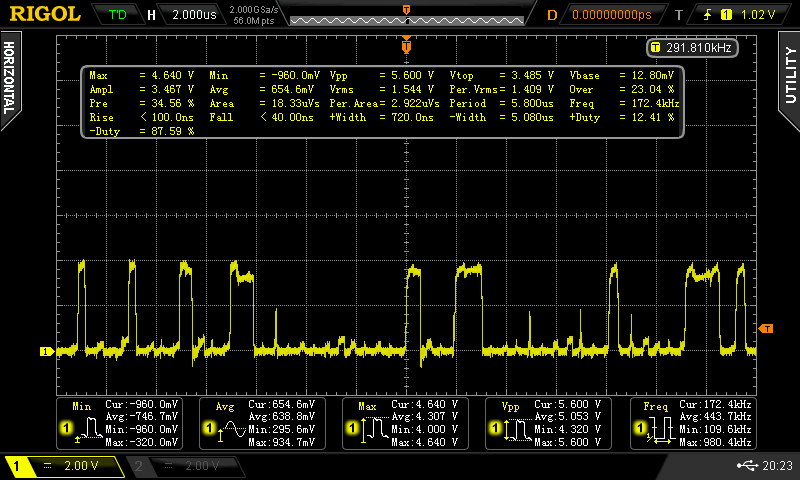 RIGOL T'D H 2.000us 2.000GSa/s 56.0M pts D 0.00000000ps T 1 1.02 V
T 291.810kHz
HORIZONTAL
UTILITY
Max = 4.640 V Min = -960.0mV Vpp = 5.600 V Vtop = 3.485 V Vbase = 12.80mV
Ampl = 3.467 V Avg = 654.6mV Vrms = 1.544 V Per.Vrms= 1.409 V Over = 23.04 %
Pre = 34.56 % Area = 18.33uVs Per.Area= 2.922uVs Period = 5.800us Freq = 172.4kHz
Rise < 100.0ns Fall < 40.00ns +Width = 720.0ns -Width = 5.080us +Duty = 12.41 %
-Duty = 87.59 %
T
T
1
Min Cur:-960.0mV Avg:-746.7mV Min:-960.0mV Max:-320.0mV
1
Avg Cur: 654.6mV Avg: 638.8mV Min: 295.6mV Max: 934.7mV
1
Max Cur: 4.640 V Avg: 4.307 V Min: 4.000 V Max: 4.640 V
1
Vpp Cur: 5.600 V Avg: 5.053 V Min: 4.320 V Max: 5.600 V
1
Freq Cur: 172.4kHz Avg: 443.7kHz Min: 109.6kHz Max: 980.4kHz
1
1 = 2.00 V 2 = 2.00 V 20:23